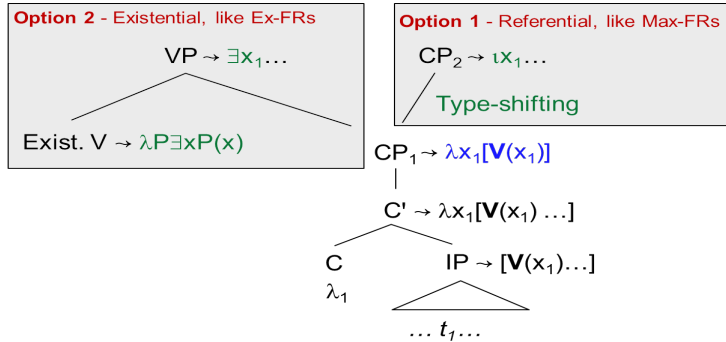 Option 2 - Existential, like Ex-FRs
VP → ∃x₁…
Exist. V → λP∃xP(x)
Option 1 - Referential, like Max-FRs
CP₂ → ιx₁…
Type-shifting
CP₁ → λx₁[V(x₁)]
C' → λx₁[V(x₁) …]
C
IP → [V(x₁)…]
λ₁
… t₁ …